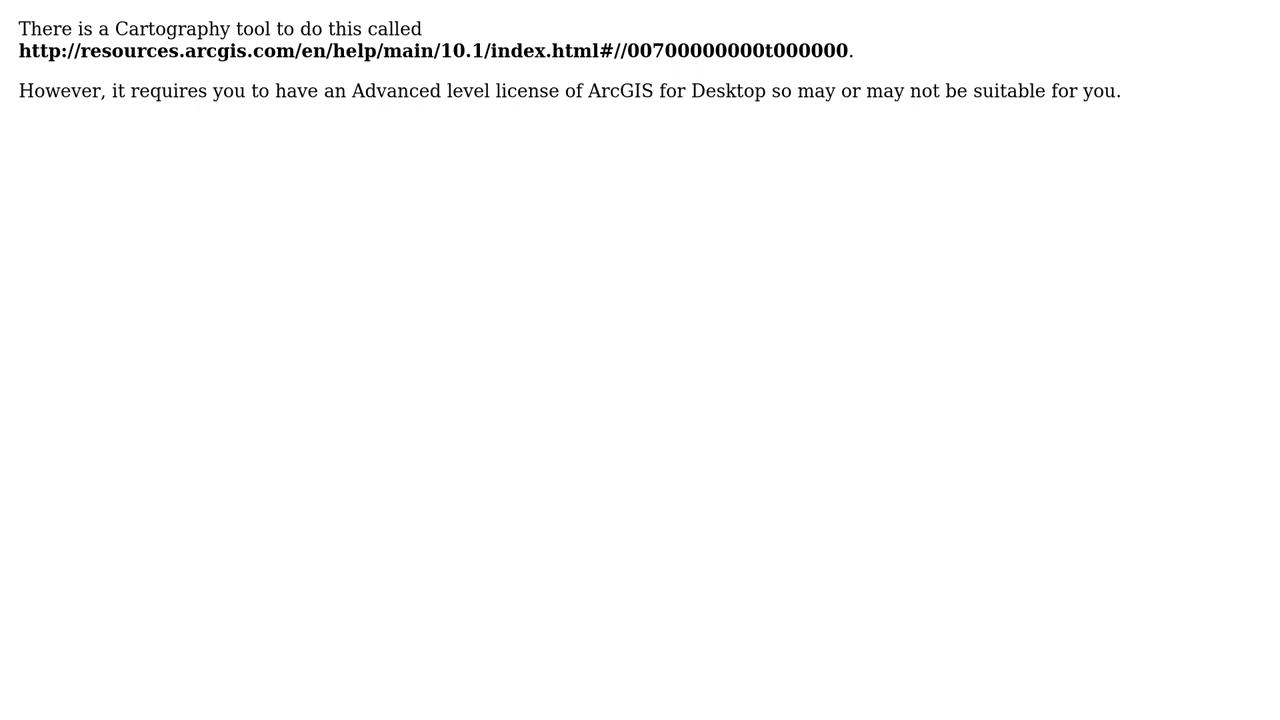 There is a Cartography tool to do this called
http://resources.arcgis.com/en/help/main/10.1/index.html#//00700000000t000000.
However, it requires you to have an Advanced level license of ArcGIS for Desktop so may or may not be suitable for you.